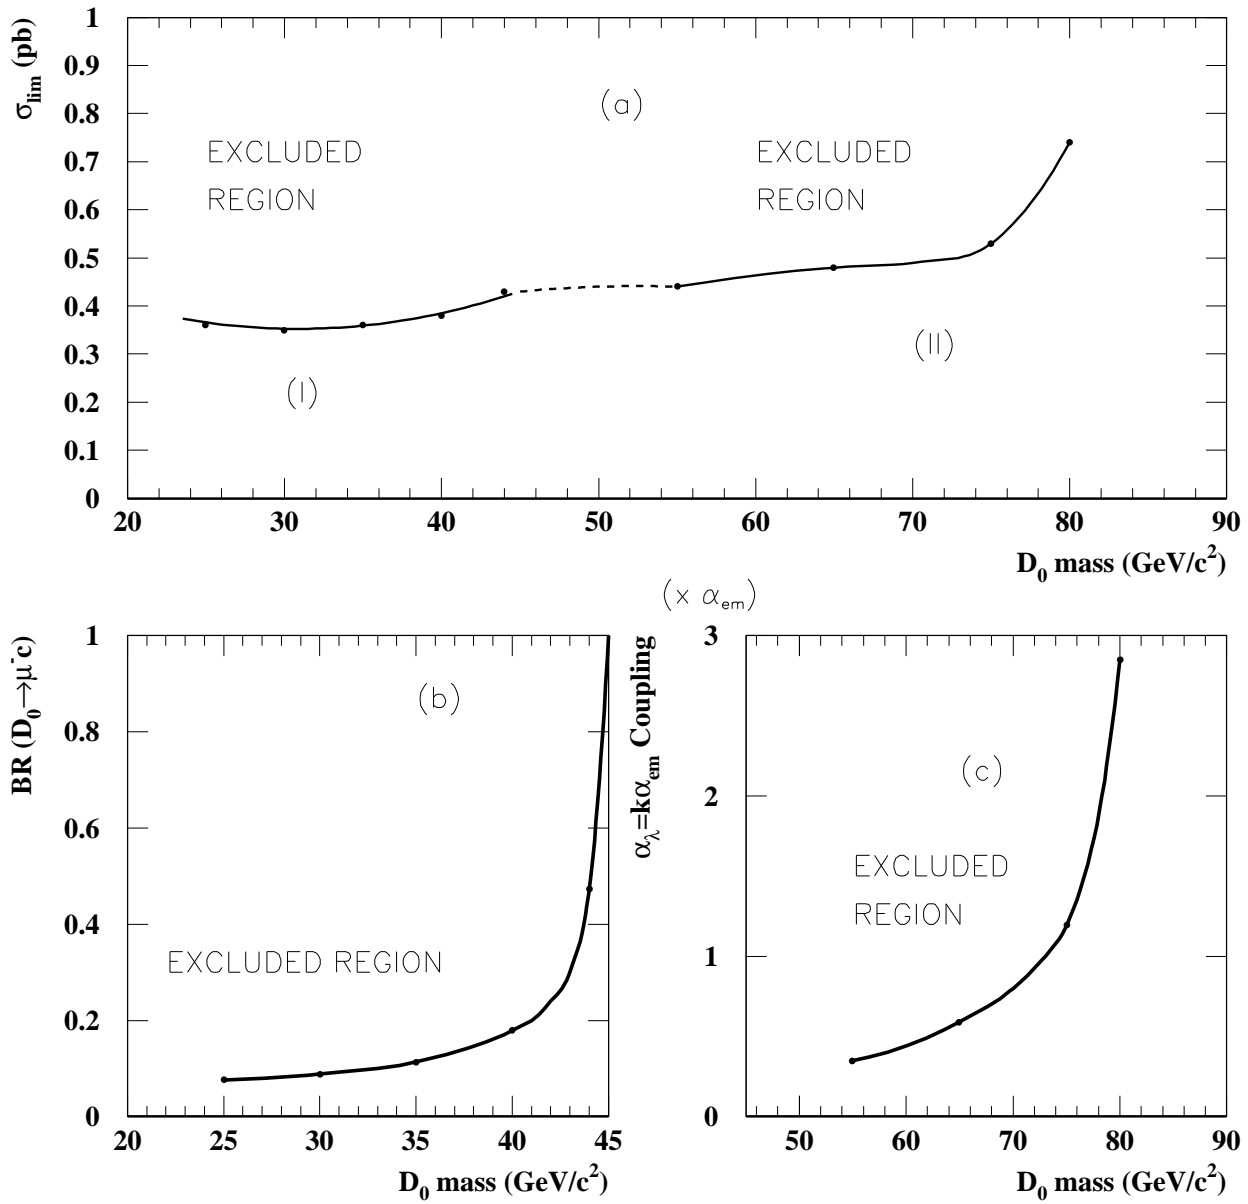 σ_lim (pb)
1
0.9
0.8
0.7
0.6
0.5
0.4
0.3
0.2
0.1
0
(a)
EXCLUDED
REGION
EXCLUDED
REGION
(I)
(II)
20 30 40 50 60 70 80 90
D₀ mass (GeV/c²)
BR (D₀→μ⁻c)
1
0.8
0.6
0.4
0.2
0
(b)
EXCLUDED REGION
20 25 30 35 40 45
D₀ mass (GeV/c²)
(x α_em)
α_λ=kα_em Coupling
3
2
1
0
(c)
EXCLUDED
REGION
50 60 70 80 90
D₀ mass (GeV/c²)